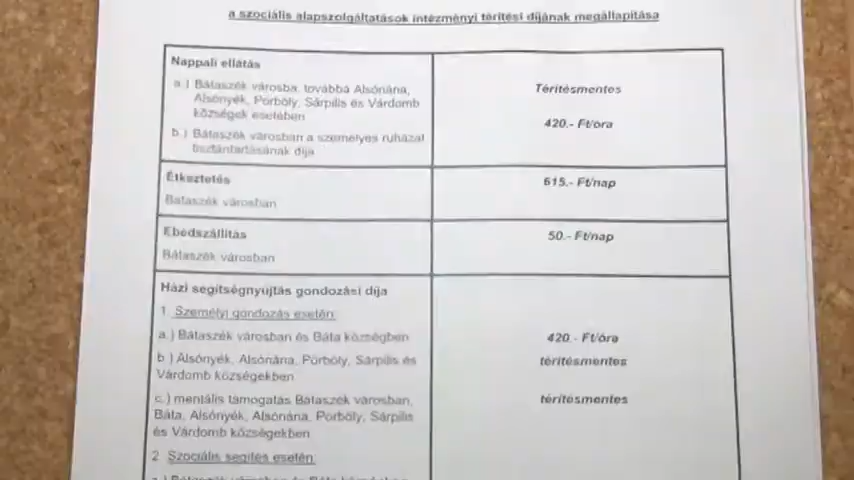 a szociális alapszolgáltatások intézményi térítési díjának megállapítása
Nappali ellátás
a.) Bátaszék városba, továbbá Alsónána,
Alsónyék, Pörböly, Sárpilis és Várdomb
községek esetében
Térítésmentes
b.) Bátaszék városban a személyes ruházat
tisztántartásának díja
420.- Ft/óra
Étkeztetés
Bátaszék városban
615.- Ft/nap
Ebédszállítás
Bátaszék városban
50.- Ft/nap
Házi segítségnyújtás gondozási díja
1. Személyi gondozás esetén:
a.) Bátaszék városban és Báta községben
420.- Ft/óra
b.) Alsónyék, Alsónána, Pörböly, Sárpilis és
Várdomb községekben
térítésmentes
c.) mentális támogatás Bátaszék városban,
Báta, Alsónyék, Alsónána, Pörböly, Sárpilis
és Várdomb községekben
térítésmentes
2. Szociális segítés esetén: